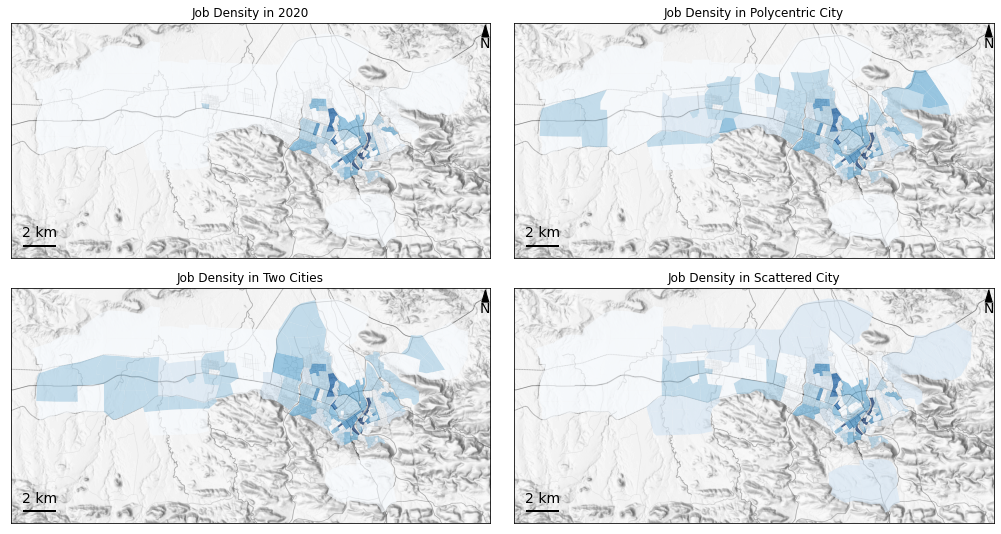 Job Density in 2020
N
2 km
Job Density in Polycentric City
N
2 km
Job Density in Two Cities
N
2 km
Job Density in Scattered City
N
2 km